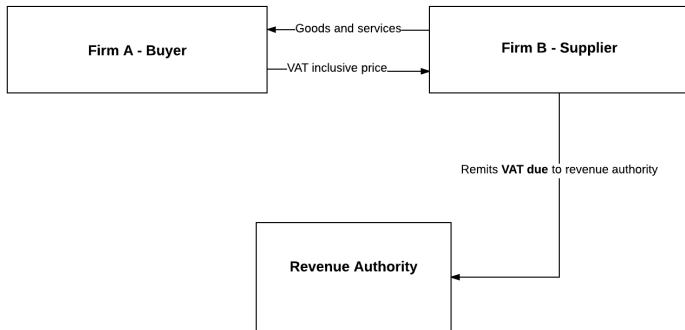 Goods and services
Firm A - Buyer
Firm B - Supplier
VAT inclusive price
Remits VAT due to revenue authority
Revenue Authority